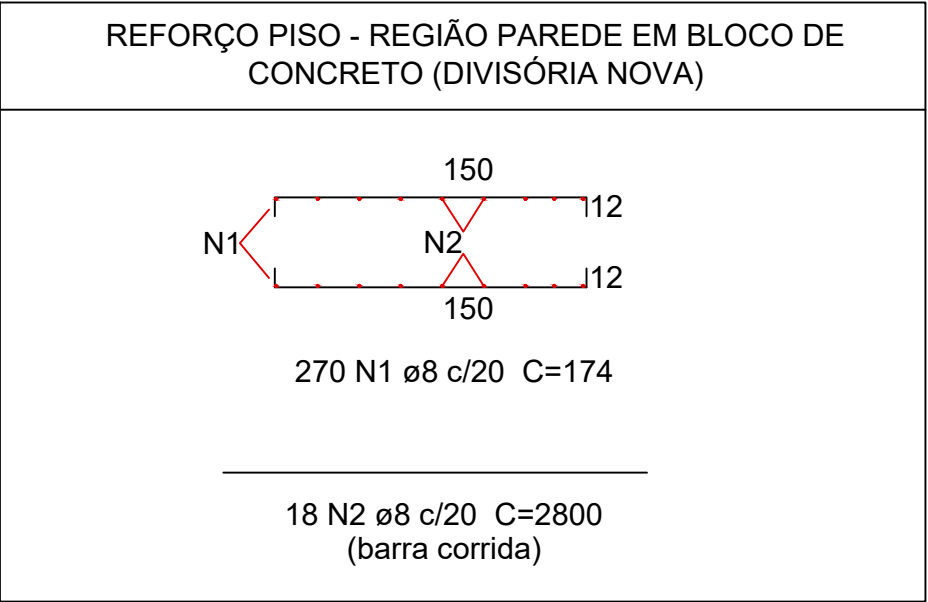 REFORÇO PISO - REGIÃO PAREDE EM BLOCO DE
CONCRETO (DIVISÓRIA NOVA)
150
12
N1
N2
12
150
270 N1 ø8 c/20 C=174
18 N2 ø8 c/20 C=2800
(barra corrida)